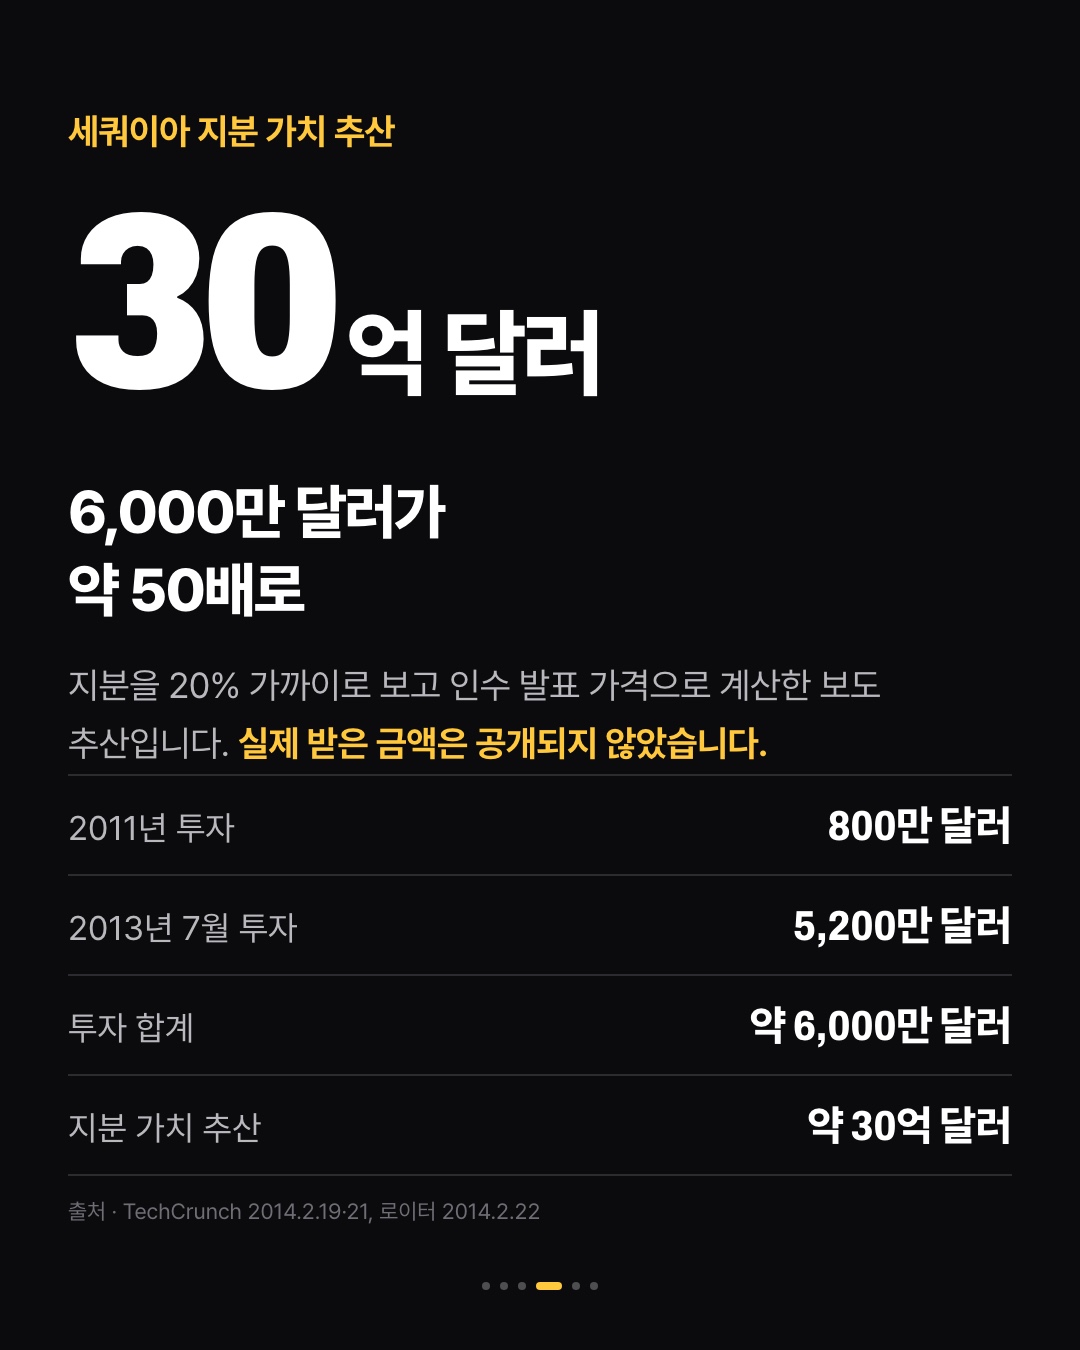 세쿼이아 지분 가치 추산
30억 달러
6,000만 달러가
약 50배로
지분을 20% 가까이로 보고 인수 발표 가격으로 계산한 보도
추산입니다. 실제 받은 금액은 공개되지 않았습니다.
2011년 투자 800만 달러
2013년 7월 투자 5,200만 달러
투자 합계 약 6,000만 달러
지분 가치 추산 약 30억 달러
출처 · TechCrunch 2014.2.19·21, 로이터 2014.2.22